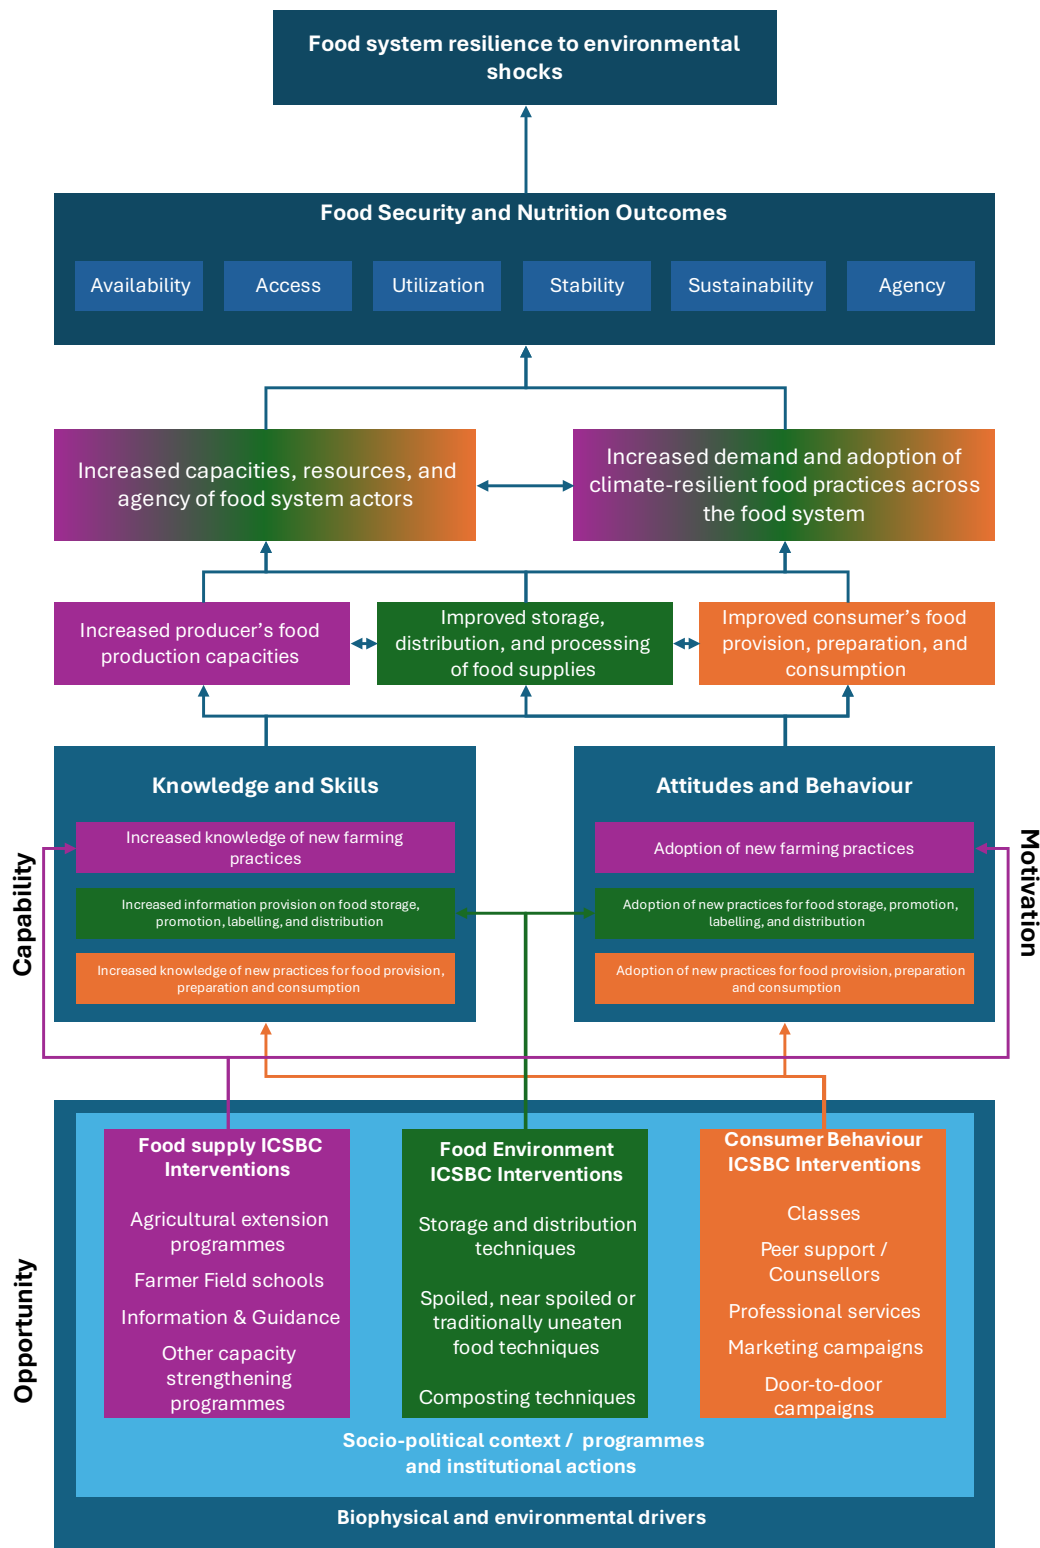 Food system resilience to environmental
shocks
Food Security and Nutrition Outcomes
Availability
Access
Utilization
Stability
Sustainability
Agency
Increased capacities, resources, and
agency of food system actors
Increased demand and adoption of
climate-resilient food practices across
the food system
Increased producer’s food
production capacities
Improved storage,
distribution, and processing
of food supplies
Improved consumer’s food
provision, preparation, and
consumption
Capability
Knowledge and Skills
Increased knowledge of new farming
practices
Increased information provision on food storage,
promotion, labelling, and distribution
Increased knowledge of new practices for food provision,
preparation and consumption
Attitudes and Behaviour
Adoption of new farming practices
Adoption of new practices for food storage, promotion,
labelling, and distribution
Adoption of new practices for food provision, preparation
and consumption
Motivation
Opportunity
Food supply ICSBC
Interventions
Agricultural extension
programmes
Farmer Field schools
Information & Guidance
Other capacity
strengthening
programmes
Food Environment
ICSBC Interventions
Storage and distribution
techniques
Spoiled, near spoiled or
traditionally uneaten
food techniques
Composting techniques
Consumer Behaviour
ICSBC Interventions
Classes
Peer support /
Counsellors
Professional services
Marketing campaigns
Door-to-door
campaigns
Socio-political context / programmes
and institutional actions
Biophysical and environmental drivers